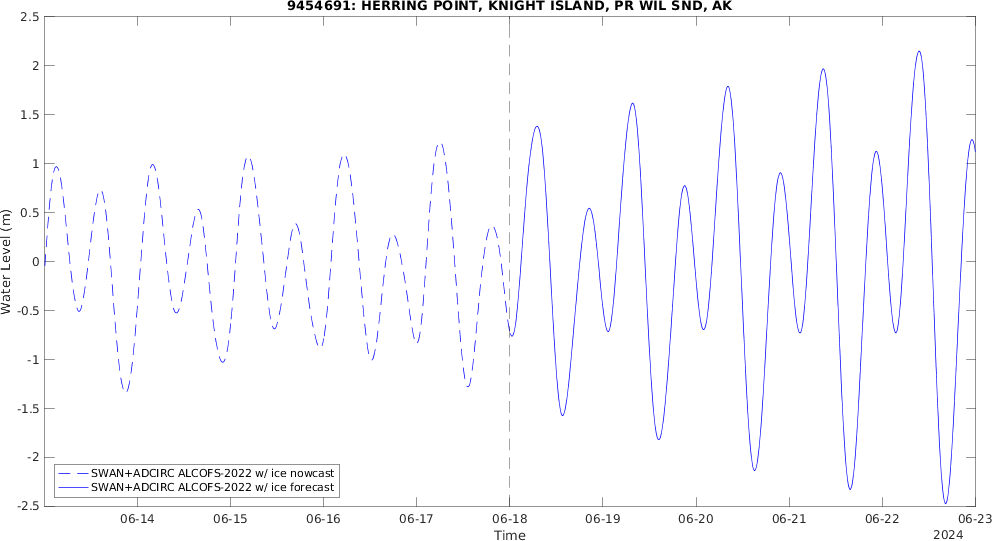 9454691: HERRING POINT, KNIGHT ISLAND, PR WIL SND, AK
2.5
2
1.5
1
0.5
0
-0.5
-1
-1.5
-2
-2.5
Water Level (m)
SWAN+ADCIRC ALCOFS-2022 w/ ice nowcast
SWAN+ADCIRC ALCOFS-2022 w/ ice forecast
06-14 06-15 06-16 06-17 06-18 06-19 06-20 06-21 06-22 06-23
Time
2024